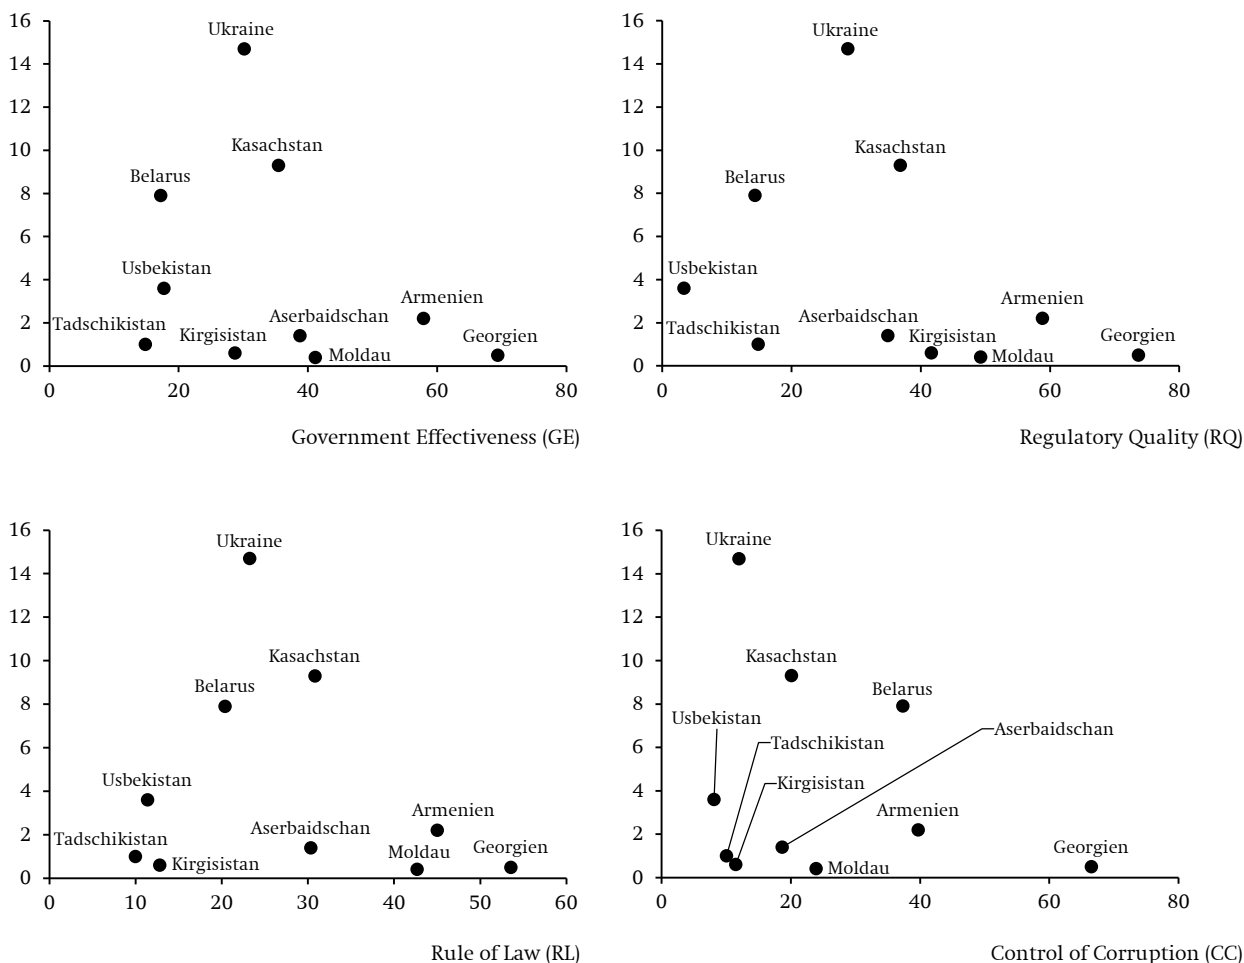 16
Ukraine
14
12
10
Kasachstan
8
Belarus
6
4
Usbekistan
2
Tadschikistan
Kirgisistan
Aserbaidschan
Moldau
Armenien
Georgien
0
0 20 40 60 80
Government Effectiveness (GE)
16
Ukraine
14
12
10
Kasachstan
8
Belarus
6
4
Usbekistan
2
Tadschikistan
Aserbaidschan
Kirgisistan
Moldau
Armenien
Georgien
0
0 20 40 60 80
Regulatory Quality (RQ)
16
Ukraine
14
12
10
Kasachstan
8
Belarus
6
4
Usbekistan
2
Tadschikistan
Kirgisistan
Aserbaidschan
Moldau
Armenien
Georgien
0
0 10 20 30 40 50 60
Rule of Law (RL)
16
Ukraine
14
12
10
Kasachstan
8
Belarus
Usbekistan
Aserbaidschan
6
Tadschikistan
Kirgisistan
4
Armenien
2
Moldau
Georgien
0
0 20 40 60 80
Control of Corruption (CC)